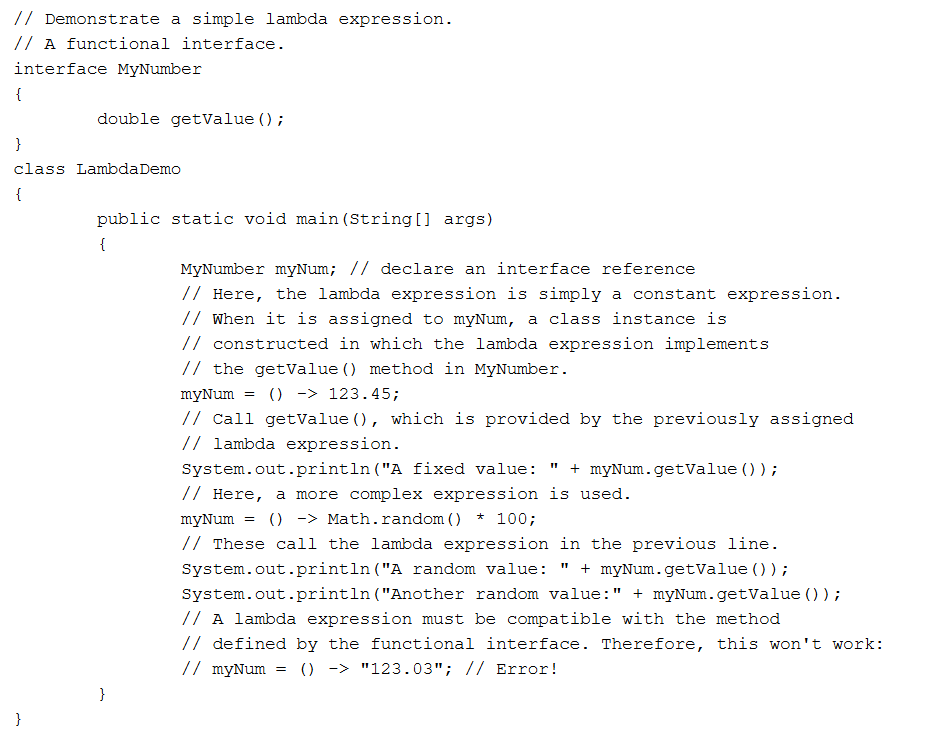 // Demonstrate a simple lambda expression.
// A functional interface.
interface MyNumber
{
        double getValue();
}
class LambdaDemo
{
        public static void main(String[] args)
        {
                MyNumber myNum; // declare an interface reference
                // Here, the lambda expression is simply a constant expression.
                // When it is assigned to myNum, a class instance is
                // constructed in which the lambda expression implements
                // the getValue() method in MyNumber.
                myNum = () -> 123.45;
                // Call getValue(), which is provided by the previously assigned
                // lambda expression.
                System.out.println("A fixed value: " + myNum.getValue());
                // Here, a more complex expression is used.
                myNum = () -> Math.random() * 100;
                // These call the lambda expression in the previous line.
                System.out.println("A random value: " + myNum.getValue());
                System.out.println("Another random value:" + myNum.getValue());
                // A lambda expression must be compatible with the method
                // defined by the functional interface. Therefore, this won't work:
                // myNum = () -> "123.03"; // Error!
        }
}